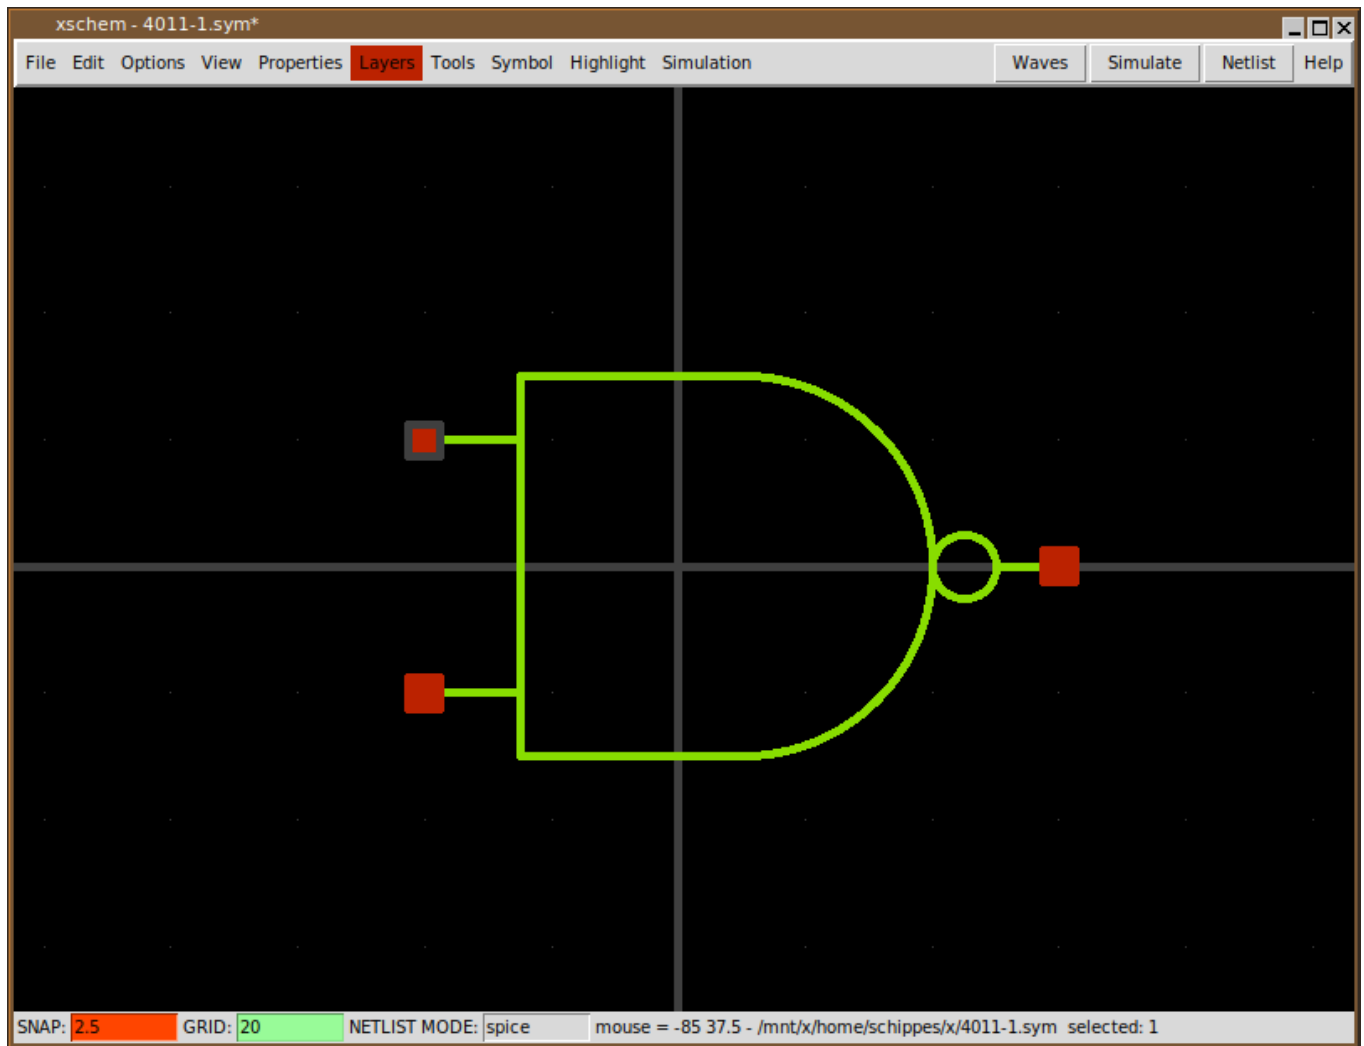 xschem - 4011-1.sym*
File Edit Options View Properties Layers Tools Symbol Highlight Simulation Waves Simulate Netlist Help
SNAP: 2.5 GRID: 20 NETLIST MODE: spice mouse = -85 37.5 - /mnt/x/home/schippes/x/4011-1.sym selected: 1